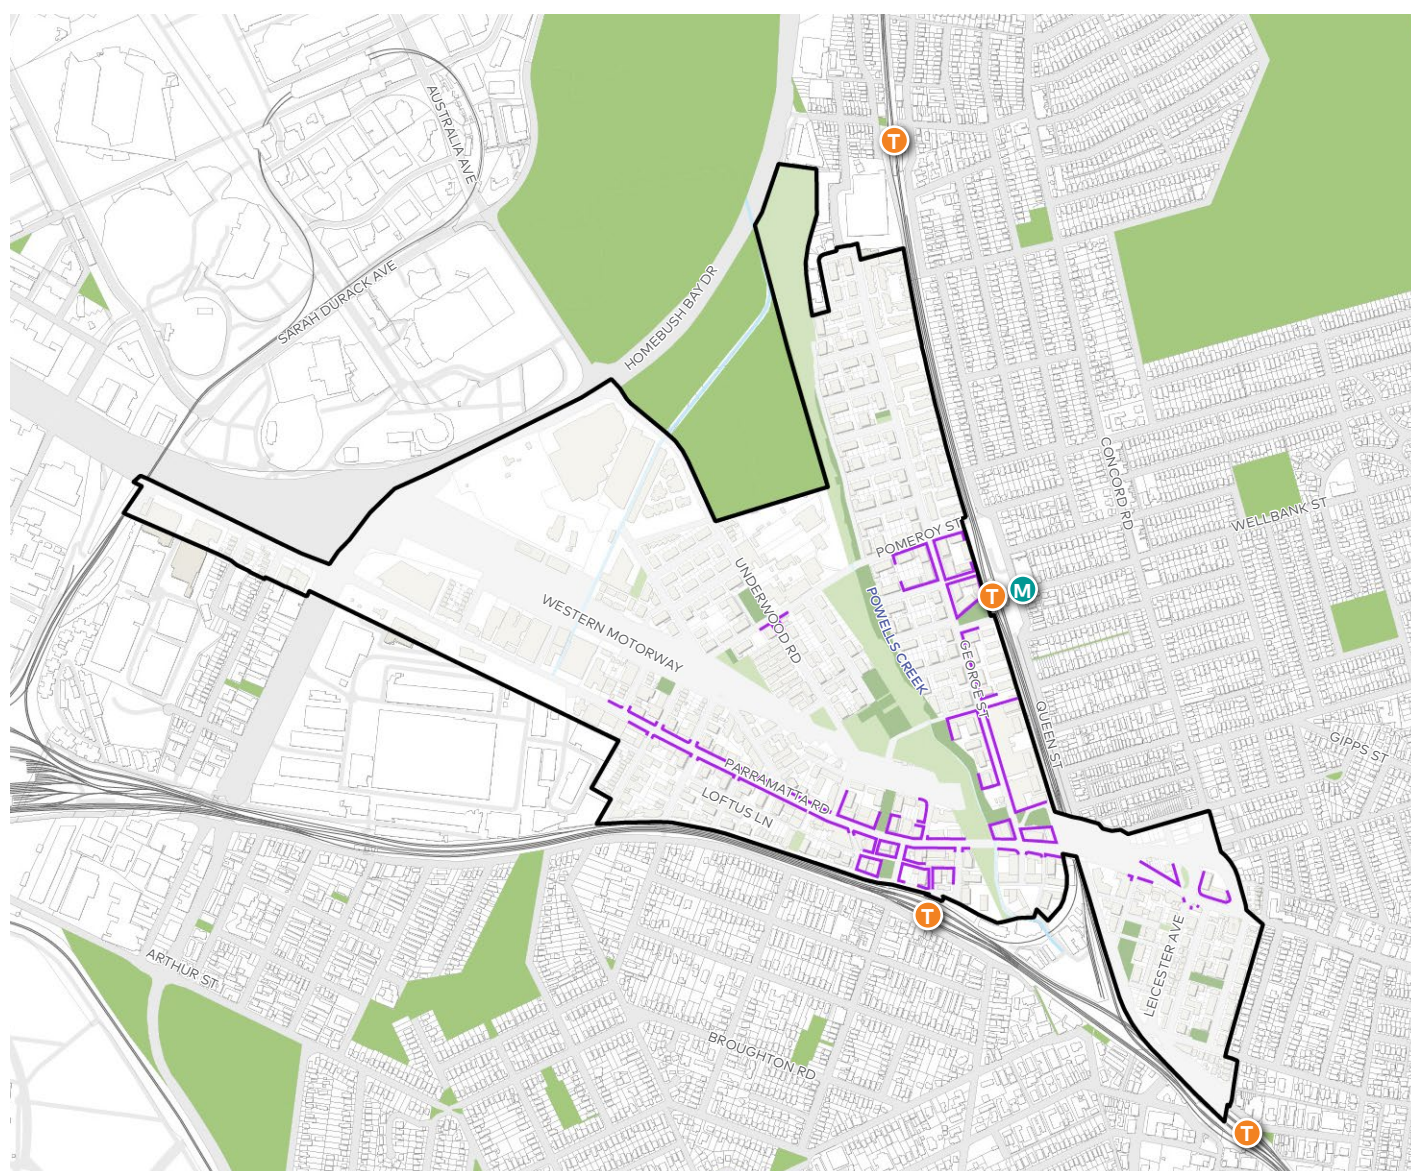 AUSTRALIA AVE
T
SARAH DURACK AVE
HOMEBUSH BAY DR
CONCORD RD
WELLBANK ST
POMEROY ST
UNDERWOOD RD
T
M
WESTERN MOTORWAY
POWELLS CREEK
GEORGE ST
QUEEN ST
GIPPS ST
PARRAMATTA RD
LOFTUS LN
T
LEICESTER AVE
ARTHUR ST
BROUGHTON RD
T